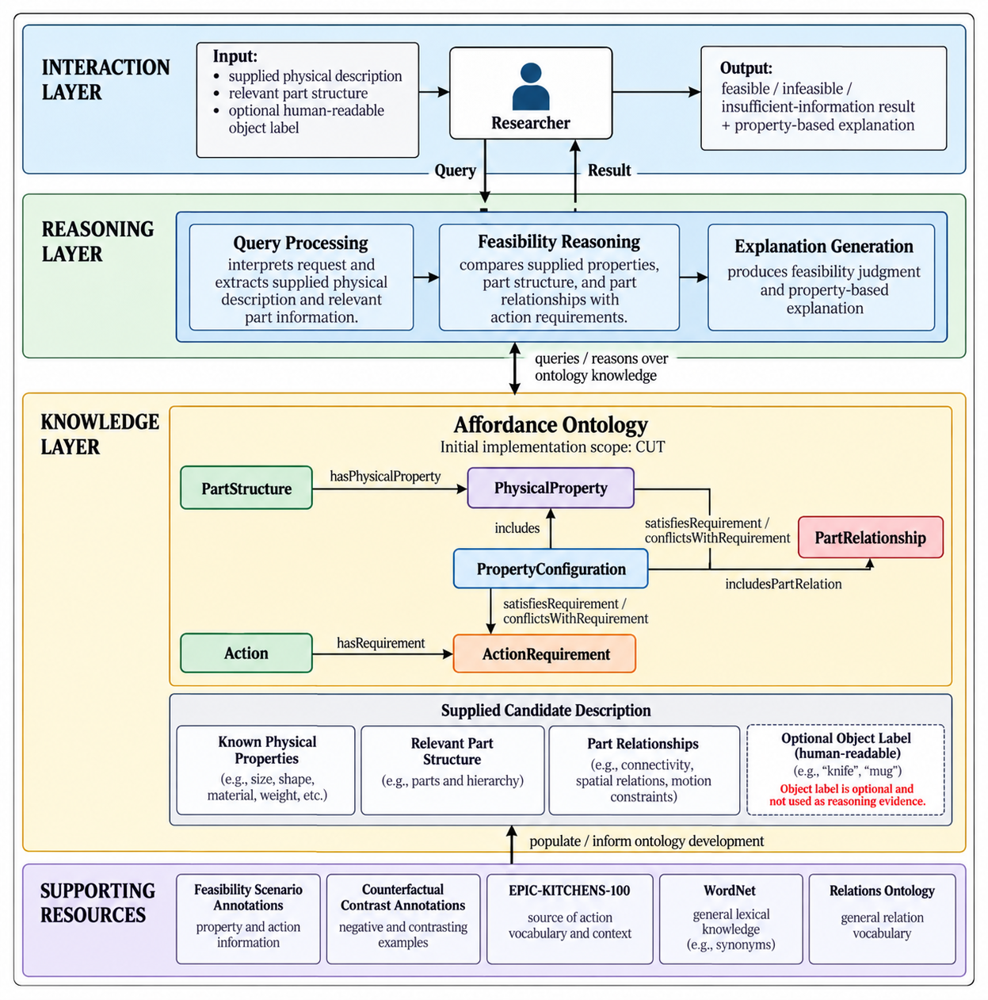 INTERACTION
LAYER
Input:
• supplied physical description
• relevant part structure
• optional human-readable
object label
Researcher
Output:
feasible / infeasible /
insufficient-information result
+ property-based explanation
Query
Result
REASONING
LAYER
Query Processing
interprets request and
extracts supplied physical
description and relevant
part information.
Feasibility Reasoning
compares supplied properties,
part structure, and part
relationships with
action requirements.
Explanation Generation
produces feasibility judgment
and property-based
explanation
queries / reasons over
ontology knowledge
KNOWLEDGE
LAYER
Affordance Ontology
Initial implementation scope: CUT
PartStructure
hasPhysicalProperty
PhysicalProperty
includes
satisfiesRequirement /
conflictsWithRequirement
PartRelationship
PropertyConfiguration
includesPartRelation
satisfiesRequirement /
conflictsWithRequirement
Action
hasRequirement
ActionRequirement
Supplied Candidate Description
Known Physical
Properties
(e.g., size, shape,
material, weight, etc.)
Relevant Part
Structure
(e.g., parts and hierarchy)
Part Relationships
(e.g., connectivity,
spatial relations, motion
constraints)
Optional Object Label
(human-readable)
(e.g., “knife”, “mug”)
Object label is optional and
not used as reasoning evidence.
populate / inform ontology development
SUPPORTING
RESOURCES
Feasibility Scenario
Annotations
property and action
information
Counterfactual
Contrast Annotations
negative and contrasting
examples
EPIC-KITCHENS-100
source of action
vocabulary and context
WordNet
general lexical
knowledge
(e.g., synonyms)
Relations Ontology
general relation
vocabulary